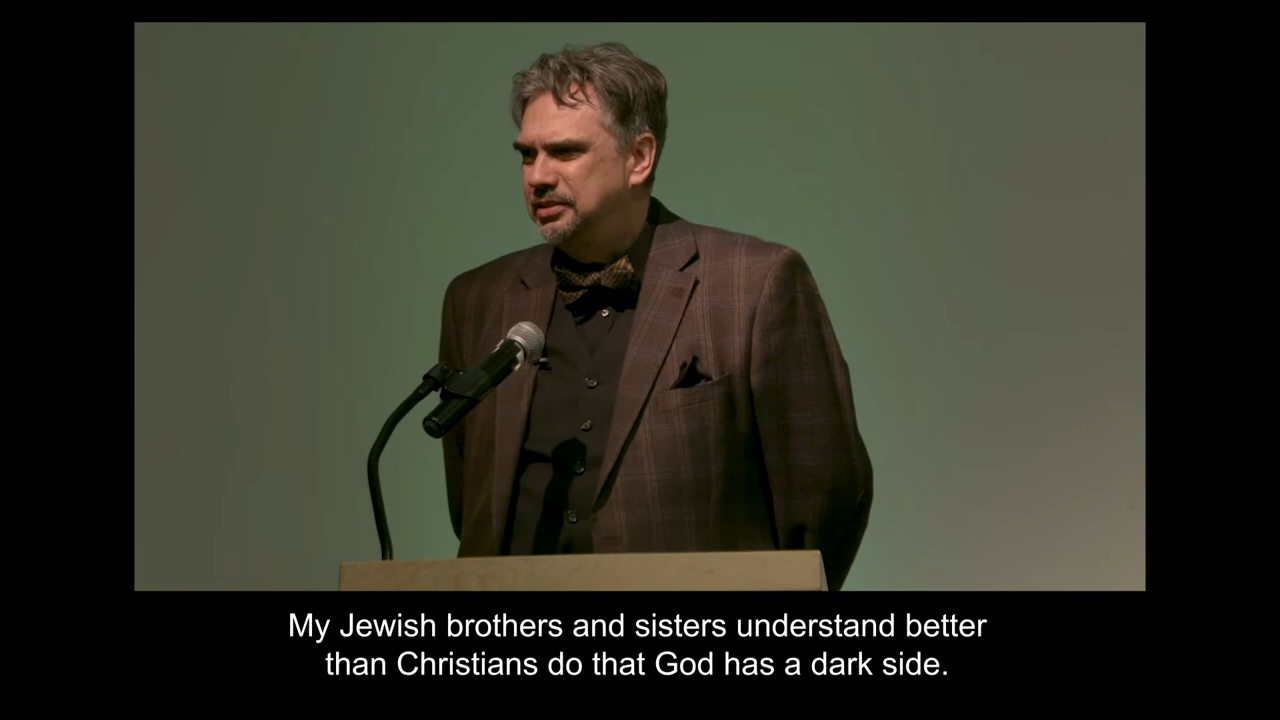 My Jewish brothers and sisters understand better
than Christians do that God has a dark side.